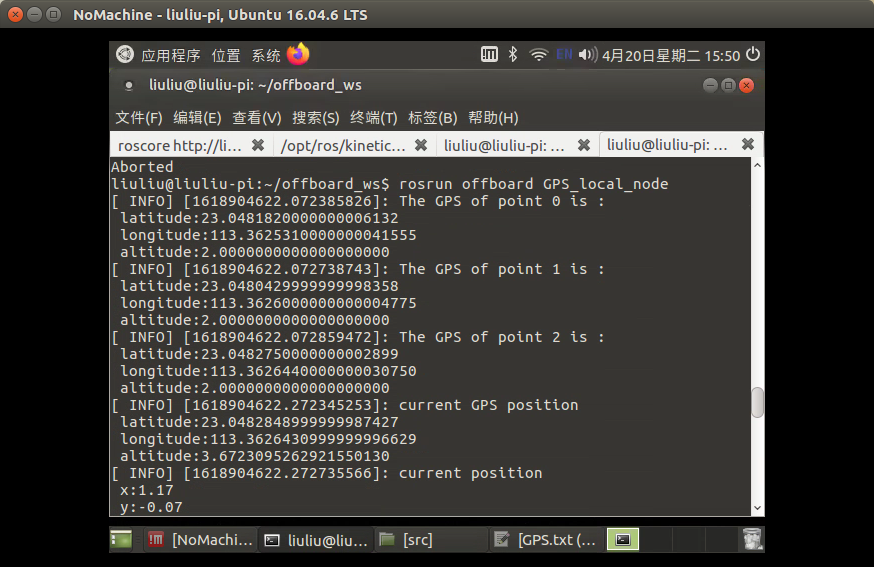 NoMachine - liuliu-pi, Ubuntu 16.04.6 LTS
应用程序 位置 系统 EN 4月20日星期二 15:50
liuliu@liuliu-pi: ~/offboard_ws
文件(F) 编辑(E) 查看(V) 搜索(S) 终端(T) 标签(B) 帮助(H)
roscore http://li... /opt/ros/kinetic... liuliu@liuliu-pi: ... liuliu@liuliu-pi: ...
Aborted
liuliu@liuliu-pi:~/offboard_ws$ rosrun offboard GPS_local_node
[ INFO] [1618904622.072385826]: The GPS of point 0 is :
latitude:23.0481820000000006132
longitude:113.3625310000000041555
altitude:2.0000000000000000000
[ INFO] [1618904622.072738743]: The GPS of point 1 is :
latitude:23.0480429999999998358
longitude:113.3626000000000004775
altitude:2.0000000000000000000
[ INFO] [1618904622.072859472]: The GPS of point 2 is :
latitude:23.0482750000000002899
longitude:113.3626440000000030750
altitude:2.0000000000000000000
[ INFO] [1618904622.272345253]: current GPS position
latitude:23.0482849999999987427
longitude:113.3626430999999996629
altitude:3.6723095262921550130
[ INFO] [1618904622.272735566]: current position
x:1.17
y:-0.07
[NoMachi... liuliu@liu... [src] [GPS.txt (...